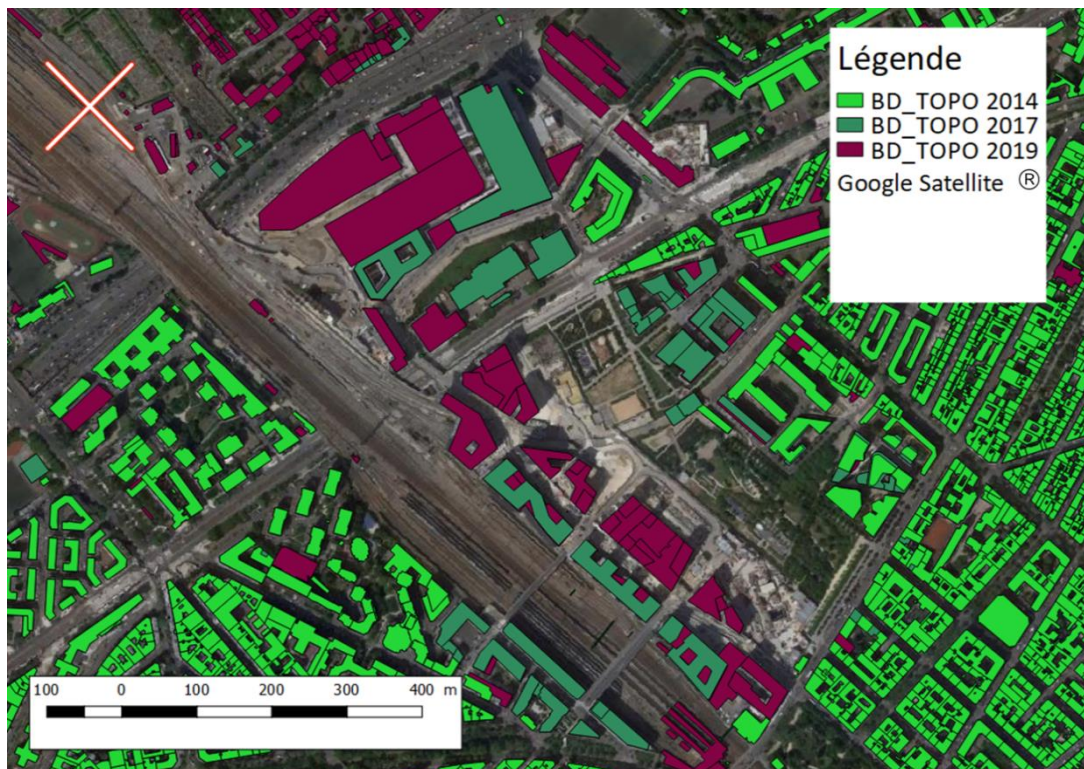 Légende
BD_TOPO 2014
BD_TOPO 2017
BD_TOPO 2019
Google Satellite ®
100 0 100 200 300 400 m